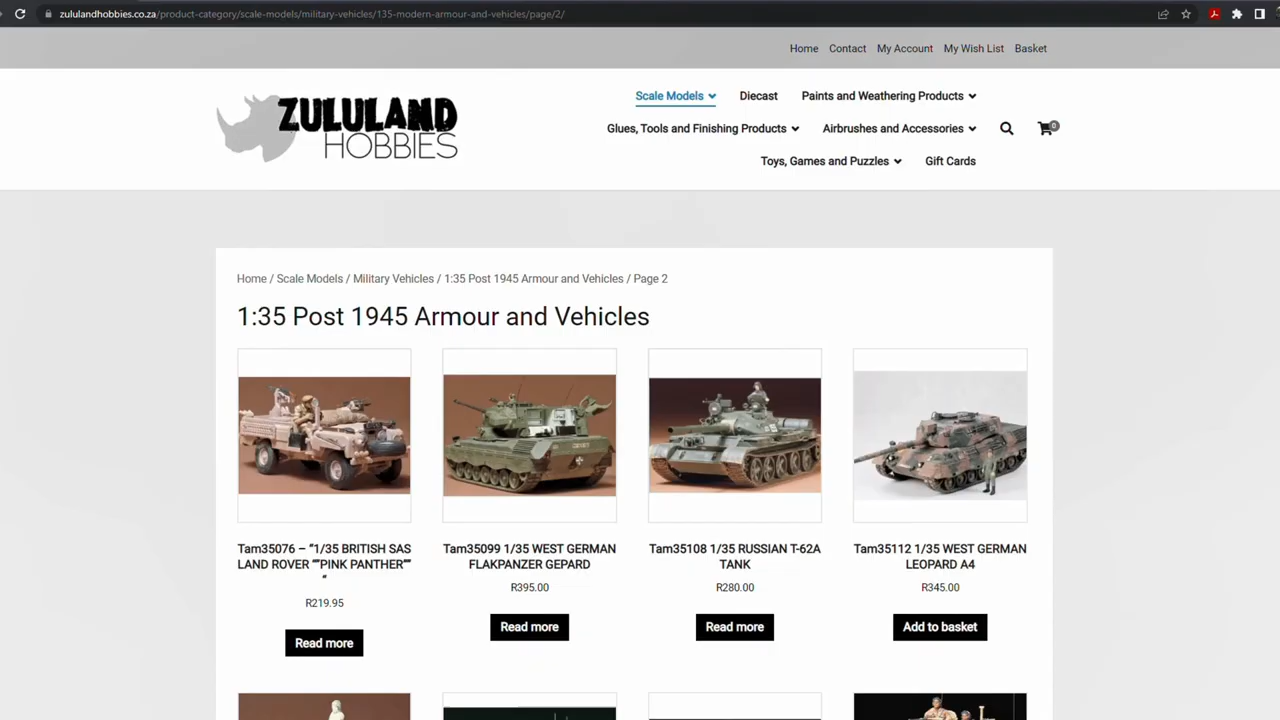 zululandhobbies.co.za/product-category/scale-models/military-vehicles/135-modern-armour-and-vehicles/page/2/
Home Contact My Account My Wish List Basket
ZULULAND
HOBBIES
Scale Models Diecast Paints and Weathering Products
Glues, Tools and Finishing Products Airbrushes and Accessories 0
Toys, Games and Puzzles Gift Cards
Home / Scale Models / Military Vehicles / 1:35 Post 1945 Armour and Vehicles / Page 2
1:35 Post 1945 Armour and Vehicles
Tam35076 – “1/35 BRITISH SAS
LAND ROVER “”PINK PANTHER””
“
R219.95
Read more
Tam35099 1/35 WEST GERMAN
FLAKPANZER GEPARD
R395.00
Read more
Tam35108 1/35 RUSSIAN T-62A
TANK
R280.00
Read more
Tam35112 1/35 WEST GERMAN
LEOPARD A4
R345.00
Add to basket